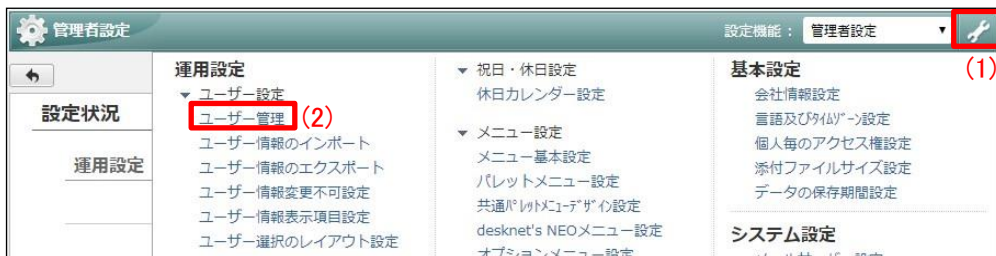 管理者設定
設定機能： 管理者設定
(1)
設定状況
運用設定
運用設定
ユーザー設定
ユーザー管理 (2)
ユーザー情報のインポート
ユーザー情報のエクスポート
ユーザー情報変更不可設定
ユーザー情報表示項目設定
ユーザー選択のレイアウト設定
祝日・休日設定
休日カレンダー設定
メニュー設定
メニュー基本設定
パレットメニュー設定
共通ﾊﾟﾚｯﾄﾒﾆｭｰﾃﾞｻﾞｲﾝ設定
desknet's NEOメニュー設定
オプションメニュー設定
基本設定
会社情報設定
言語及びﾀｲﾑｿﾞｰﾝ設定
個人毎のアクセス権設定
添付ファイルサイズ設定
データの保存期間設定
システム設定